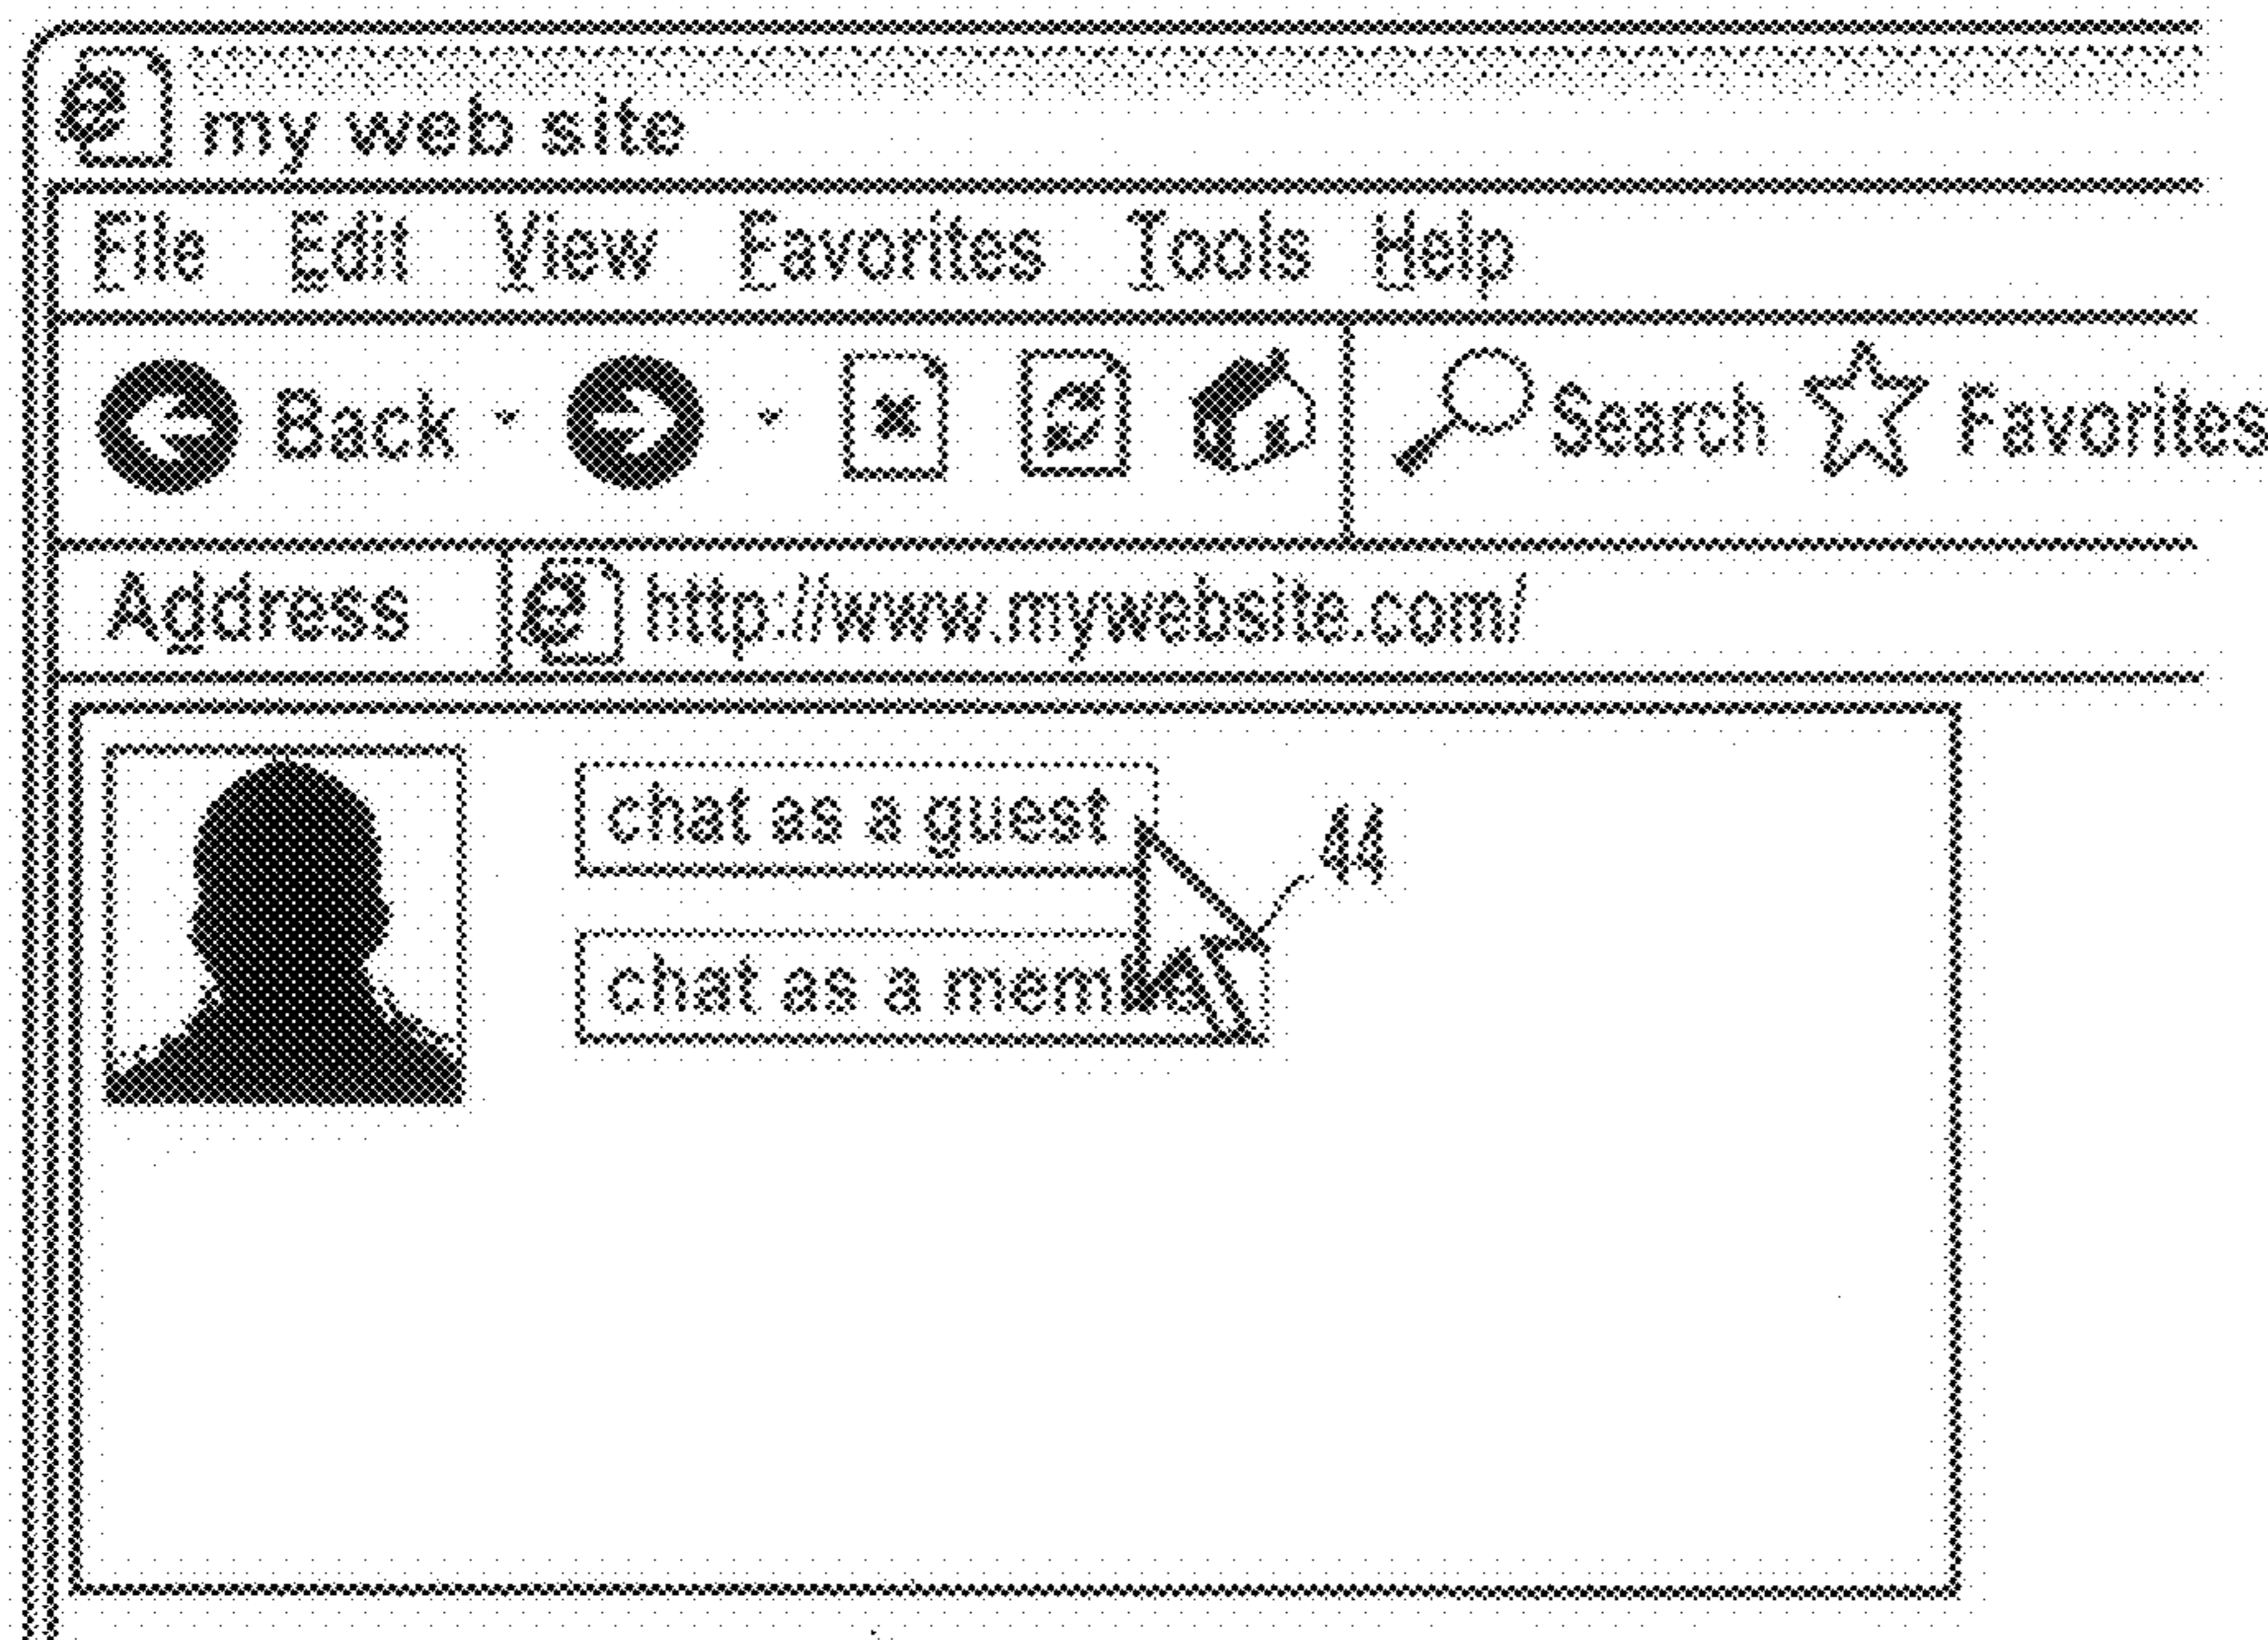 my web site
File Edit View Favorites Tools Help
Back Search Favorites
Address http://www.mywebsite.com/
chat as a guest
44
chat as a